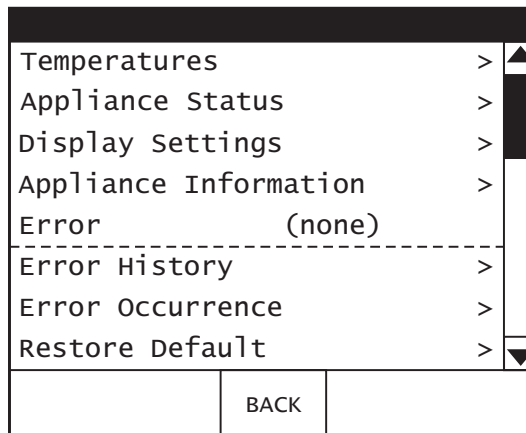 Temperatures >
Appliance Status >
Display Settings >
Appliance Information >
Error (none)
Error History >
Error Occurrence >
Restore Default >
BACK